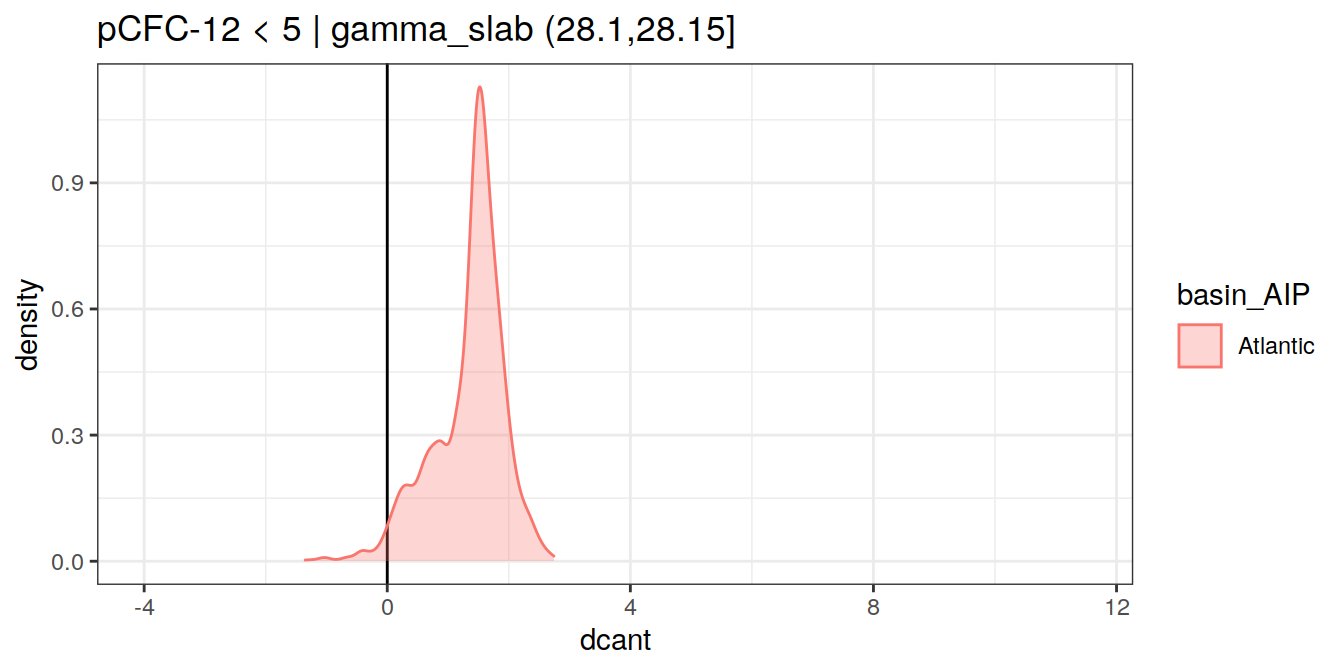 pCFC-12 < 5 | gamma_slab (28.1,28.15]
density
0.9
0.6
0.3
0.0
-4
0
4
8
12
dcant
basin_AIP
Atlantic